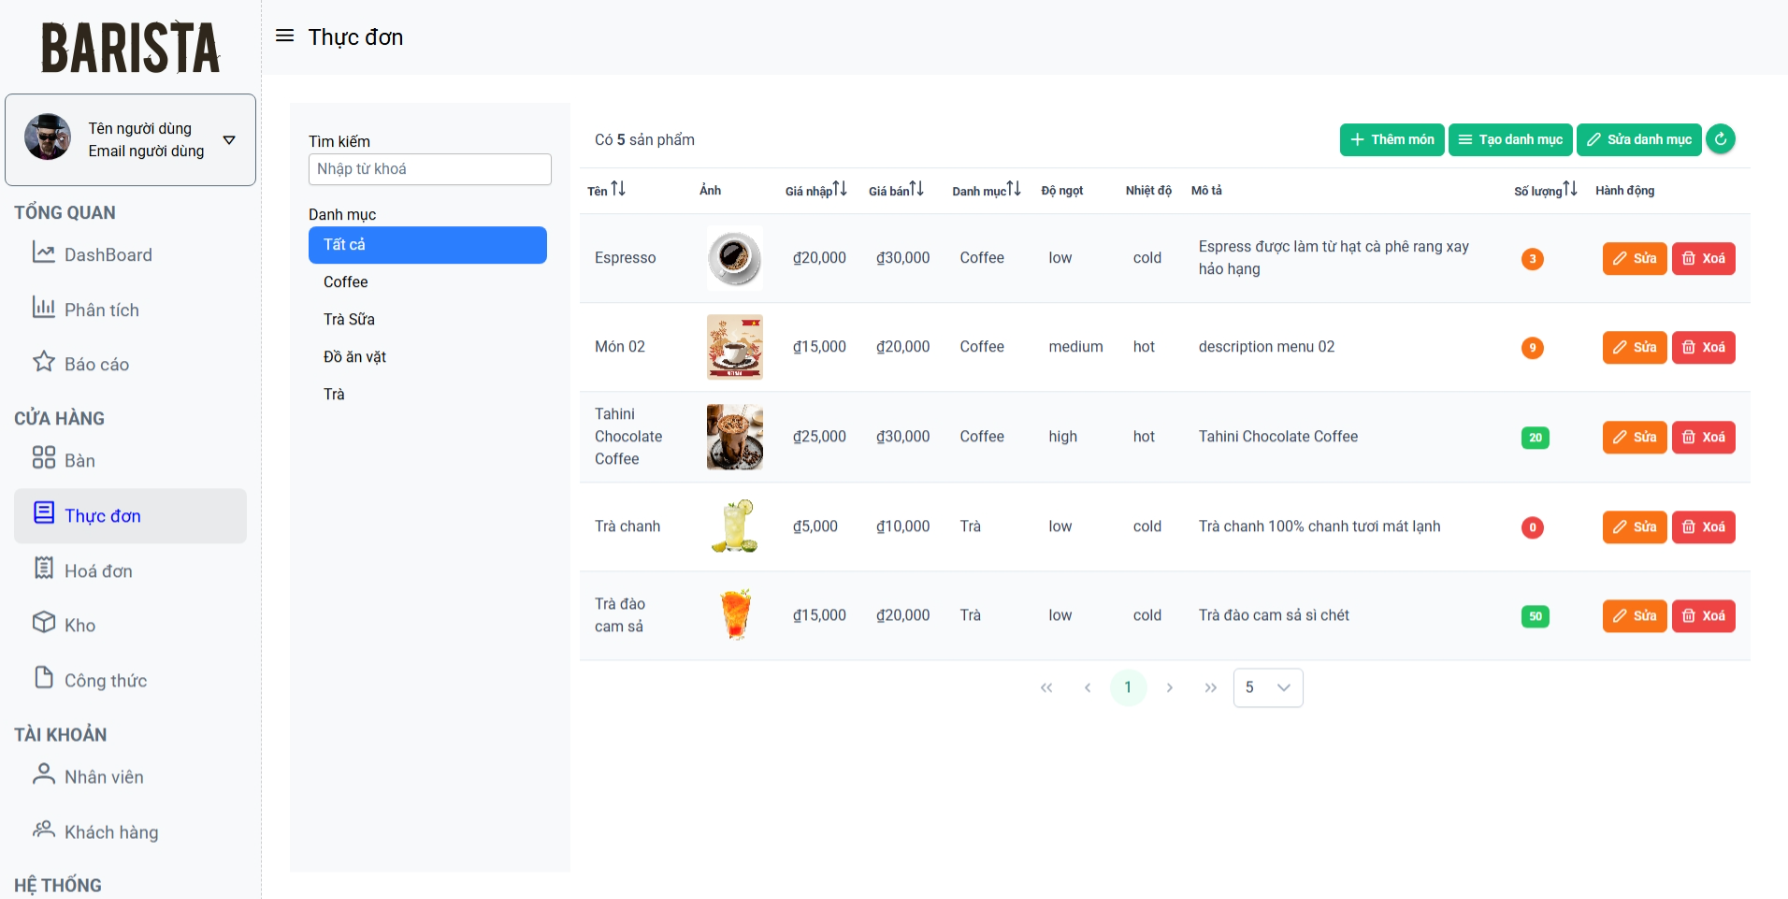 BARISTA
Thực đơn
Tên người dùng
Email người dùng
TỔNG QUAN
DashBoard
Phân tích
Báo cáo
CỬA HÀNG
Bàn
Thực đơn
Hoá đơn
Kho
Công thức
TÀI KHOẢN
Nhân viên
Khách hàng
HỆ THỐNG
Tìm kiếm
Nhập từ khoá
Danh mục
Tất cả
Coffee
Trà Sữa
Đồ ăn vặt
Trà
Có 5 sản phẩm
Thêm món
Tạo danh mục
Sửa danh mục
Tên Ảnh Giá nhập Giá bán Danh mục Độ ngọt Nhiệt độ Mô tả Số lượng Hành động
Espresso ₫20,000 ₫30,000 Coffee low cold Espress được làm từ hạt cà phê rang xay
hảo hạng 3 Sửa Xoá
Món 02 ₫15,000 ₫20,000 Coffee medium hot description menu 02 9 Sửa Xoá
Tahini
Chocolate
Coffee ₫25,000 ₫30,000 Coffee high hot Tahini Chocolate Coffee 20 Sửa Xoá
Trà chanh ₫5,000 ₫10,000 Trà low cold Trà chanh 100% chanh tươi mát lạnh 0 Sửa Xoá
Trà đào
cam sả ₫15,000 ₫20,000 Trà low cold Trà đào cam sả sì chét 50 Sửa Xoá
1 5